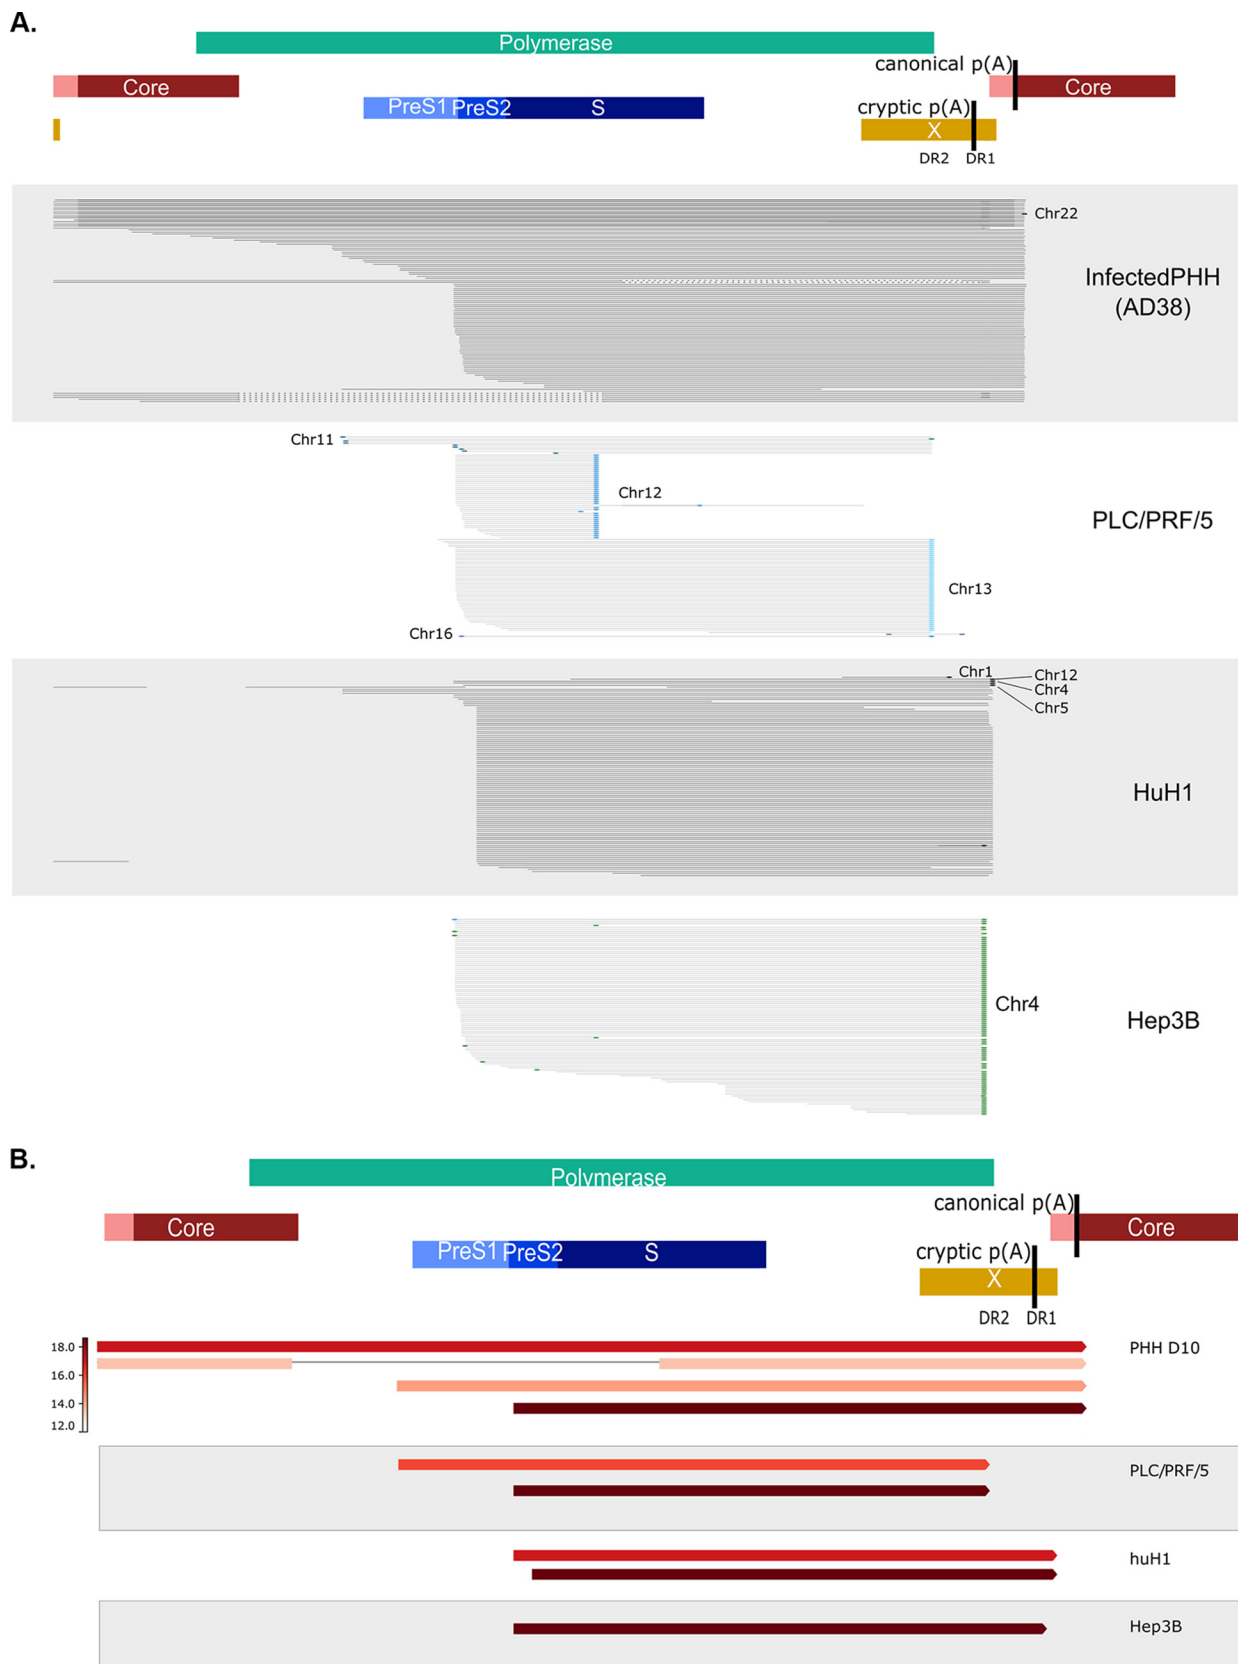 A.
Polymerase
canonical p(A)
Core
Core
PreS1
PreS2
S
cryptic p(A)
X
DR2
DR1
Chr22
InfectedPHH
(AD38)
Chr11
Chr12
PLC/PRF/5
Chr13
Chr16
Chr1
Chr12
Chr4
Chr5
HuH1
Chr4
Hep3B
B.
Polymerase
canonical p(A)
Core
Core
PreS1
PreS2
S
cryptic p(A)
X
DR2
DR1
18.0
16.0
14.0
12.0
PHH D10
PLC/PRF/5
huH1
Hep3B